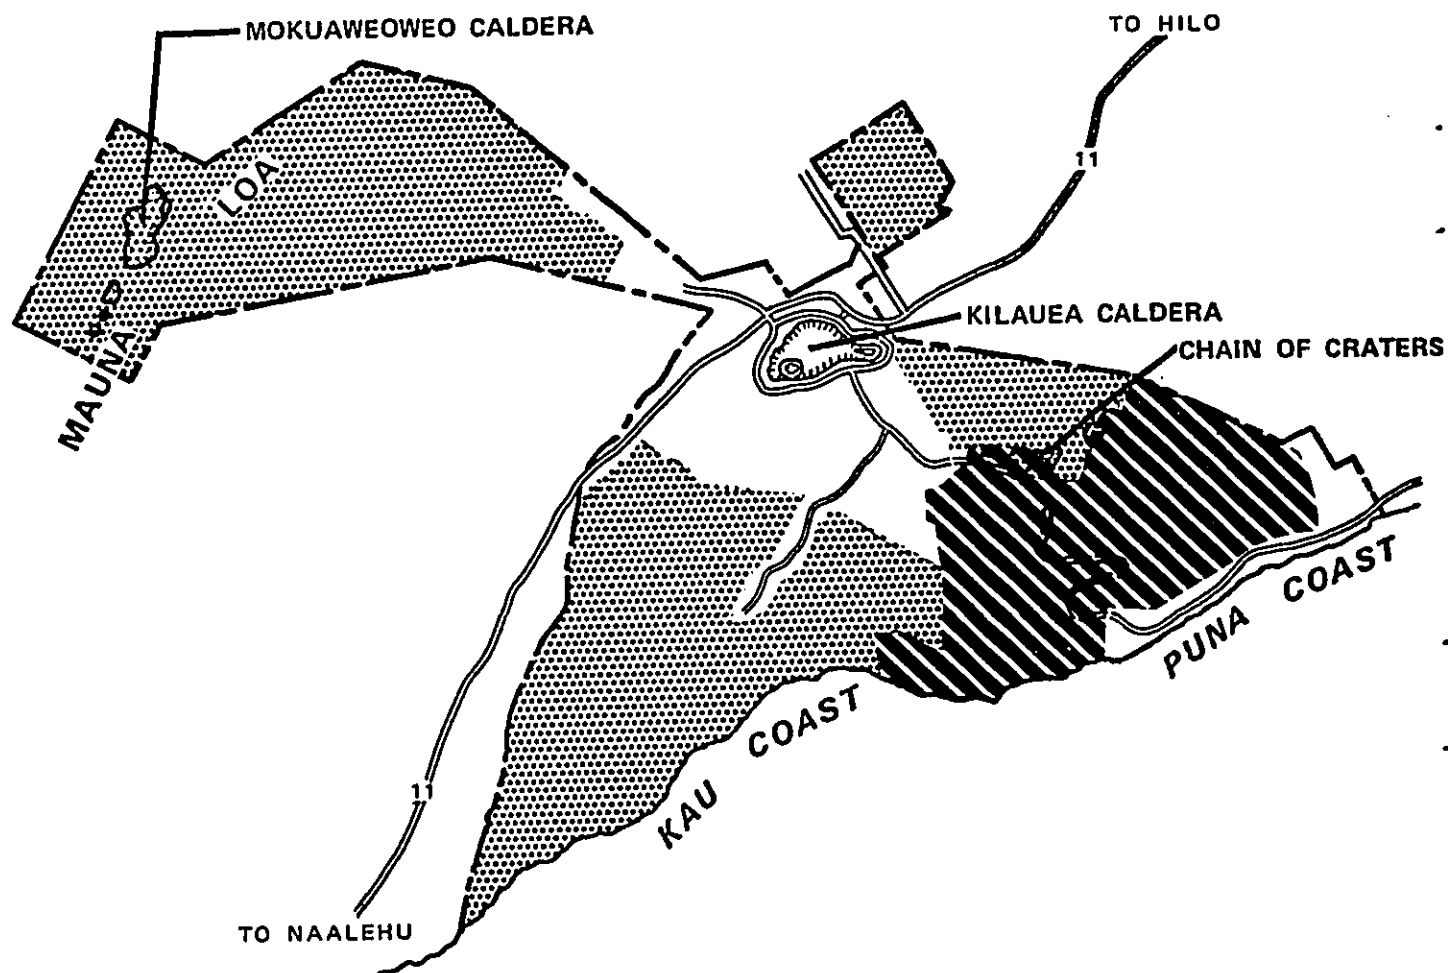 MOKUAWEOWEO CALDERA
TO HILO
11
LOA
MAUNA
KILAUEA CALDERA
CHAIN OF CRATERS
PUNA COAST
KAU COAST
11
TO NAALEHU